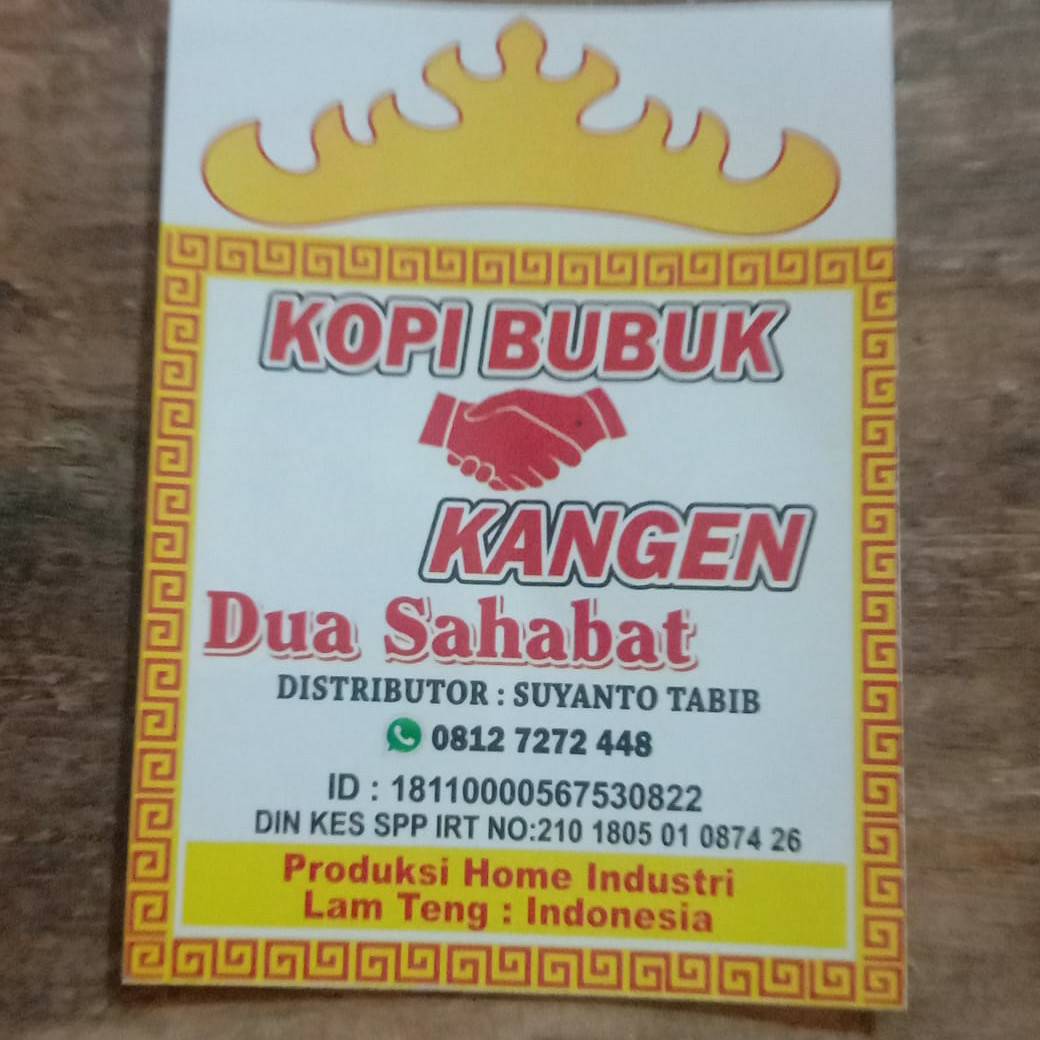 KOPI BUBUK
KANGEN
Dua Sahabat
DISTRIBUTOR : SUYANTO TABIB
0812 7272 448
ID : 18110000567530822
DIN KES SPP IRT NO:210 1805 01 0874 26
Produksi Home Industri
Lam Teng : Indonesia